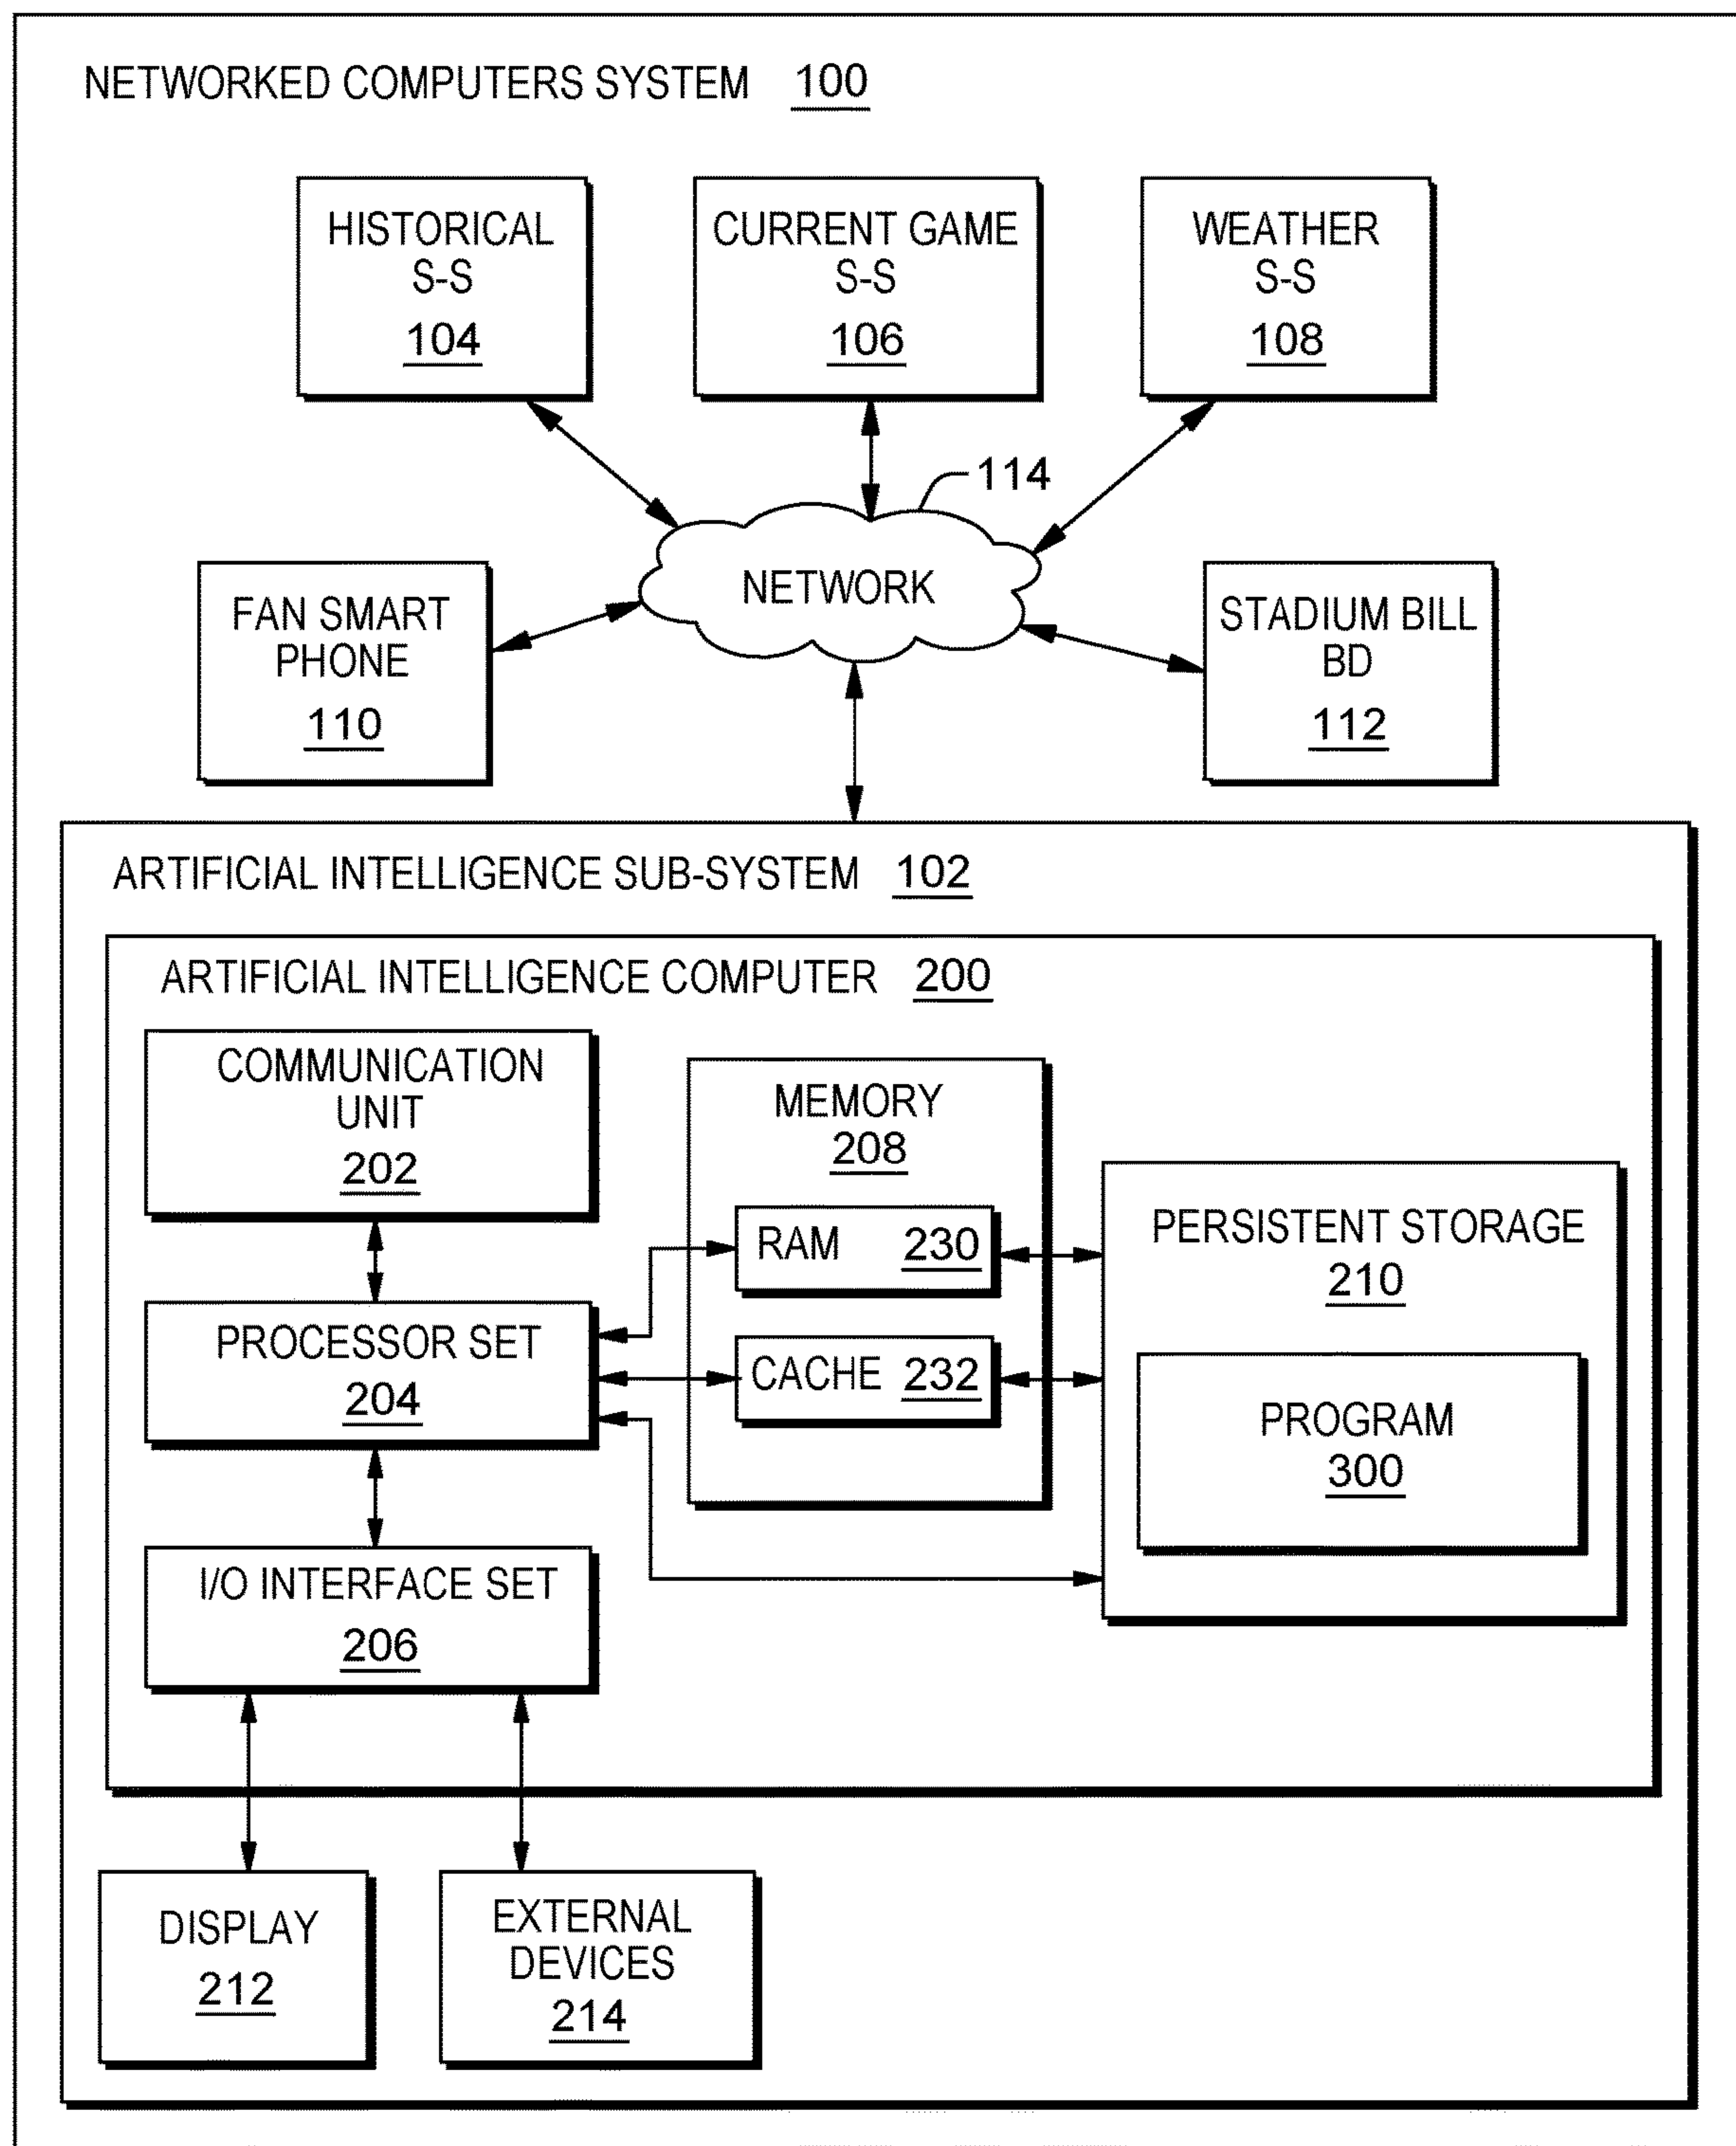 NETWORKED COMPUTERS SYSTEM 100
HISTORICAL
S-S
104
CURRENT GAME
S-S
106
WEATHER
S-S
108
114
NETWORK
FAN SMART
PHONE
110
STADIUM BILL
BD
112
ARTIFICIAL INTELLIGENCE SUB-SYSTEM 102
ARTIFICIAL INTELLIGENCE COMPUTER 200
COMMUNICATION
UNIT
202
MEMORY
208
RAM 230
CACHE 232
PERSISTENT STORAGE
210
PROGRAM
300
PROCESSOR SET
204
I/O INTERFACE SET
206
DISPLAY
212
EXTERNAL
DEVICES
214